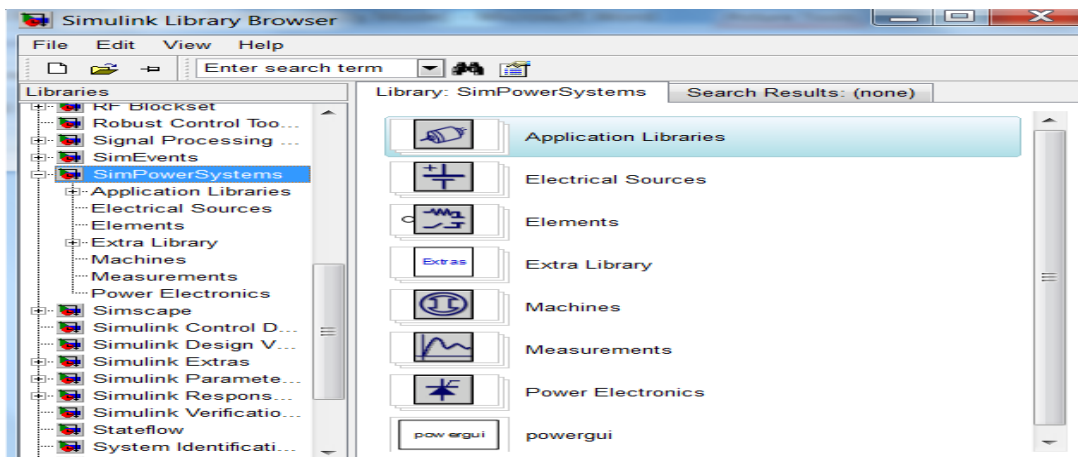 Simulink Library Browser
File Edit View Help
Enter search term
Libraries
RF Blockset
Robust Control Too...
Signal Processing ...
SimEvents
SimPowerSystems
Application Libraries
Electrical Sources
Elements
Extra Library
Machines
Measurements
Power Electronics
Simscape
Simulink Control D...
Simulink Design V...
Simulink Extras
Simulink Paramete...
Simulink Respons...
Simulink Verificatio...
Stateflow
System Identificati...
Library: SimPowerSystems
Search Results: (none)
Application Libraries
Electrical Sources
Elements
Extras
Extra Library
Machines
Measurements
Power Electronics
powergui
powergui